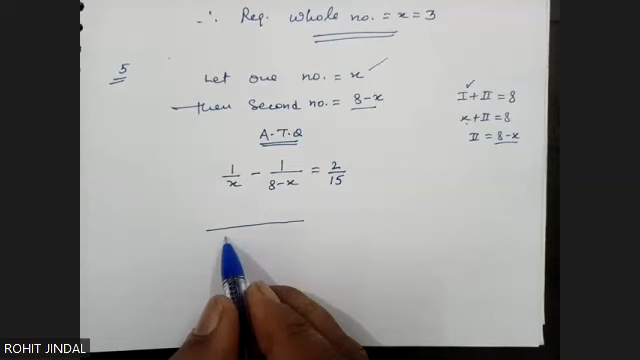 ∴ Req. whole no. = x = 3
5
Let one no. = x
Then second no. = 8-x
I + II = 8
x + II = 8
II = 8-x
A-T-Q
1/x - 1/(8-x) = 2/15
ROHIT JINDAL